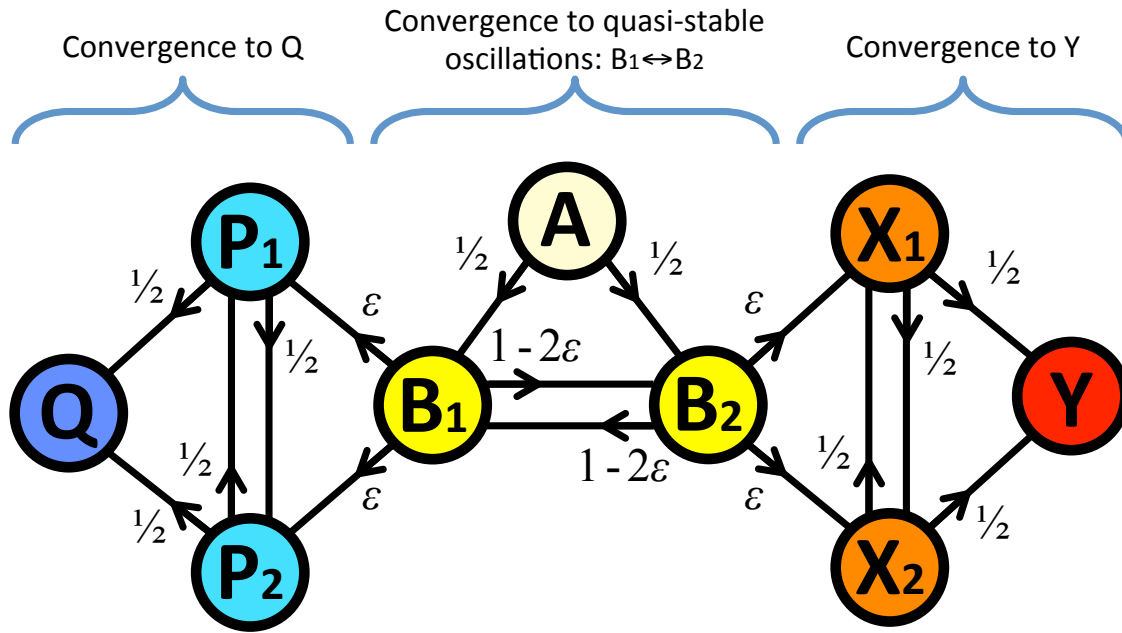 Convergence to Q
Convergence to quasi-stable
oscillations: B₁↔B₂
Convergence to Y
P₁
A
X₁
½
½
½
½
½
ε
ε
½
1-2ε
Q
B₁
B₂
Y
½
1-2ε
½
½
ε
ε
½
P₂
X₂